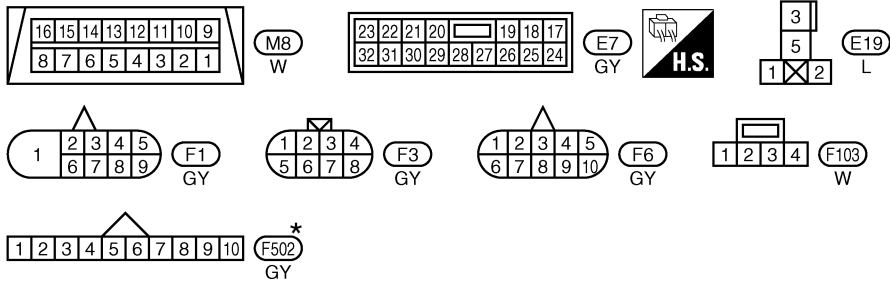 16 15 14 13 12 11 10 9
8 7 6 5 4 3 2 1
M8
W
23 22 21 20 19 18 17
32 31 30 29 28 27 26 25 24
E7
GY
H.S.
3
5
1 2
E19
L
1
2 3 4 5
6 7 8 9
F1
GY
1 2 3 4
5 6 7 8
F3
GY
1 2 3 4 5
6 7 8 9 10
F6
GY
1 2 3 4
F103
W
1 2 3 4 5 6 7 8 9 10
F502 *
GY